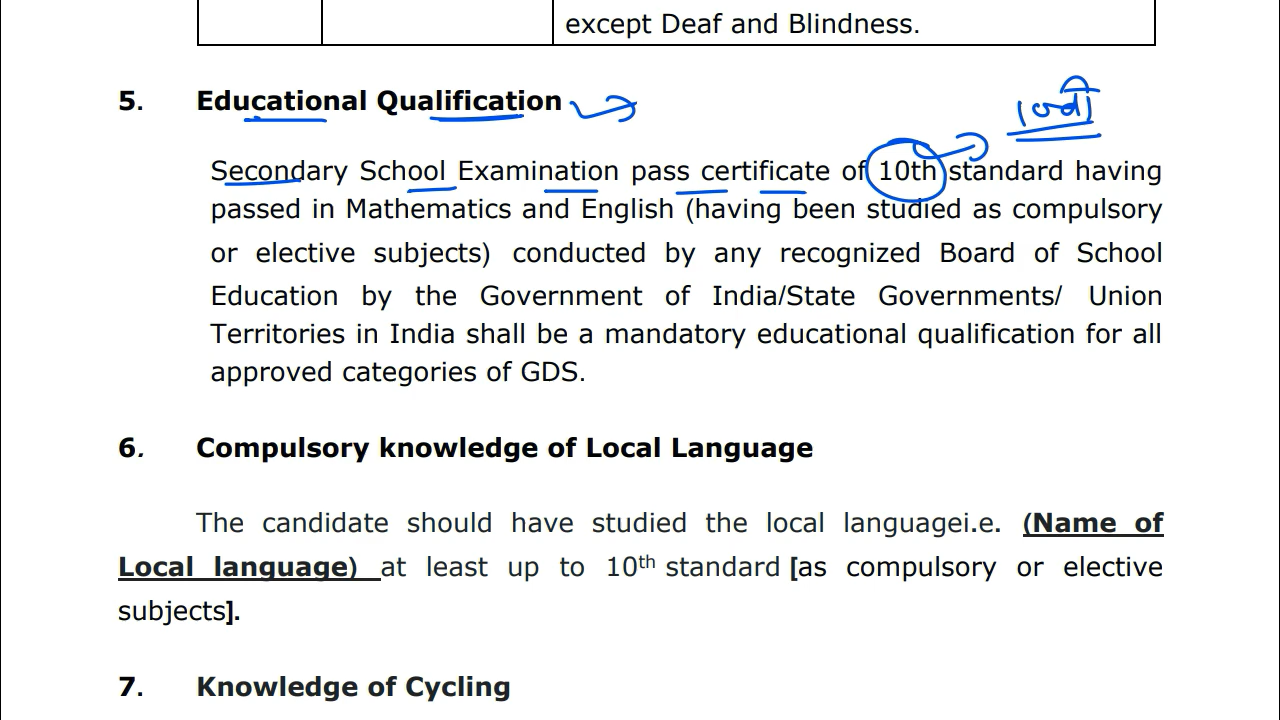 except Deaf and Blindness.
5. Educational Qualification
Secondary School Examination pass certificate of 10th standard having
passed in Mathematics and English (having been studied as compulsory
or elective subjects) conducted by any recognized Board of School
Education by the Government of India/State Governments/ Union
Territories in India shall be a mandatory educational qualification for all
approved categories of GDS.
6. Compulsory knowledge of Local Language
The candidate should have studied the local languagei.e. (Name of
Local language) at least up to 10th standard [as compulsory or elective
subjects].
7. Knowledge of Cycling